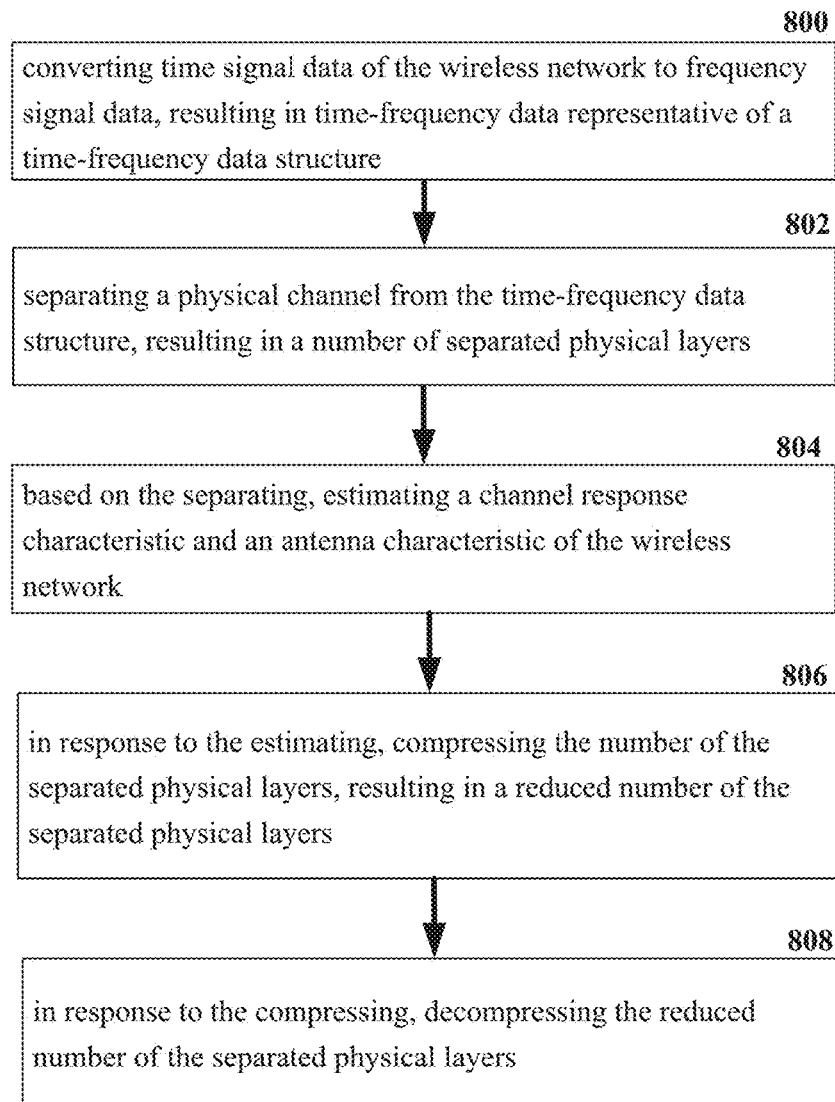 800
converting time signal data of the wireless network to frequency
signal data, resulting in time-frequency data representative of a
time-frequency data structure
802
separating a physical channel from the time-frequency data
structure, resulting in a number of separated physical layers
804
based on the separating, estimating a channel response
characteristic and an antenna characteristic of the wireless
network
806
in response to the estimating, compressing the number of the
separated physical layers, resulting in a reduced number of the
separated physical layers
808
in response to the compressing, decompressing the reduced
number of the separated physical layers